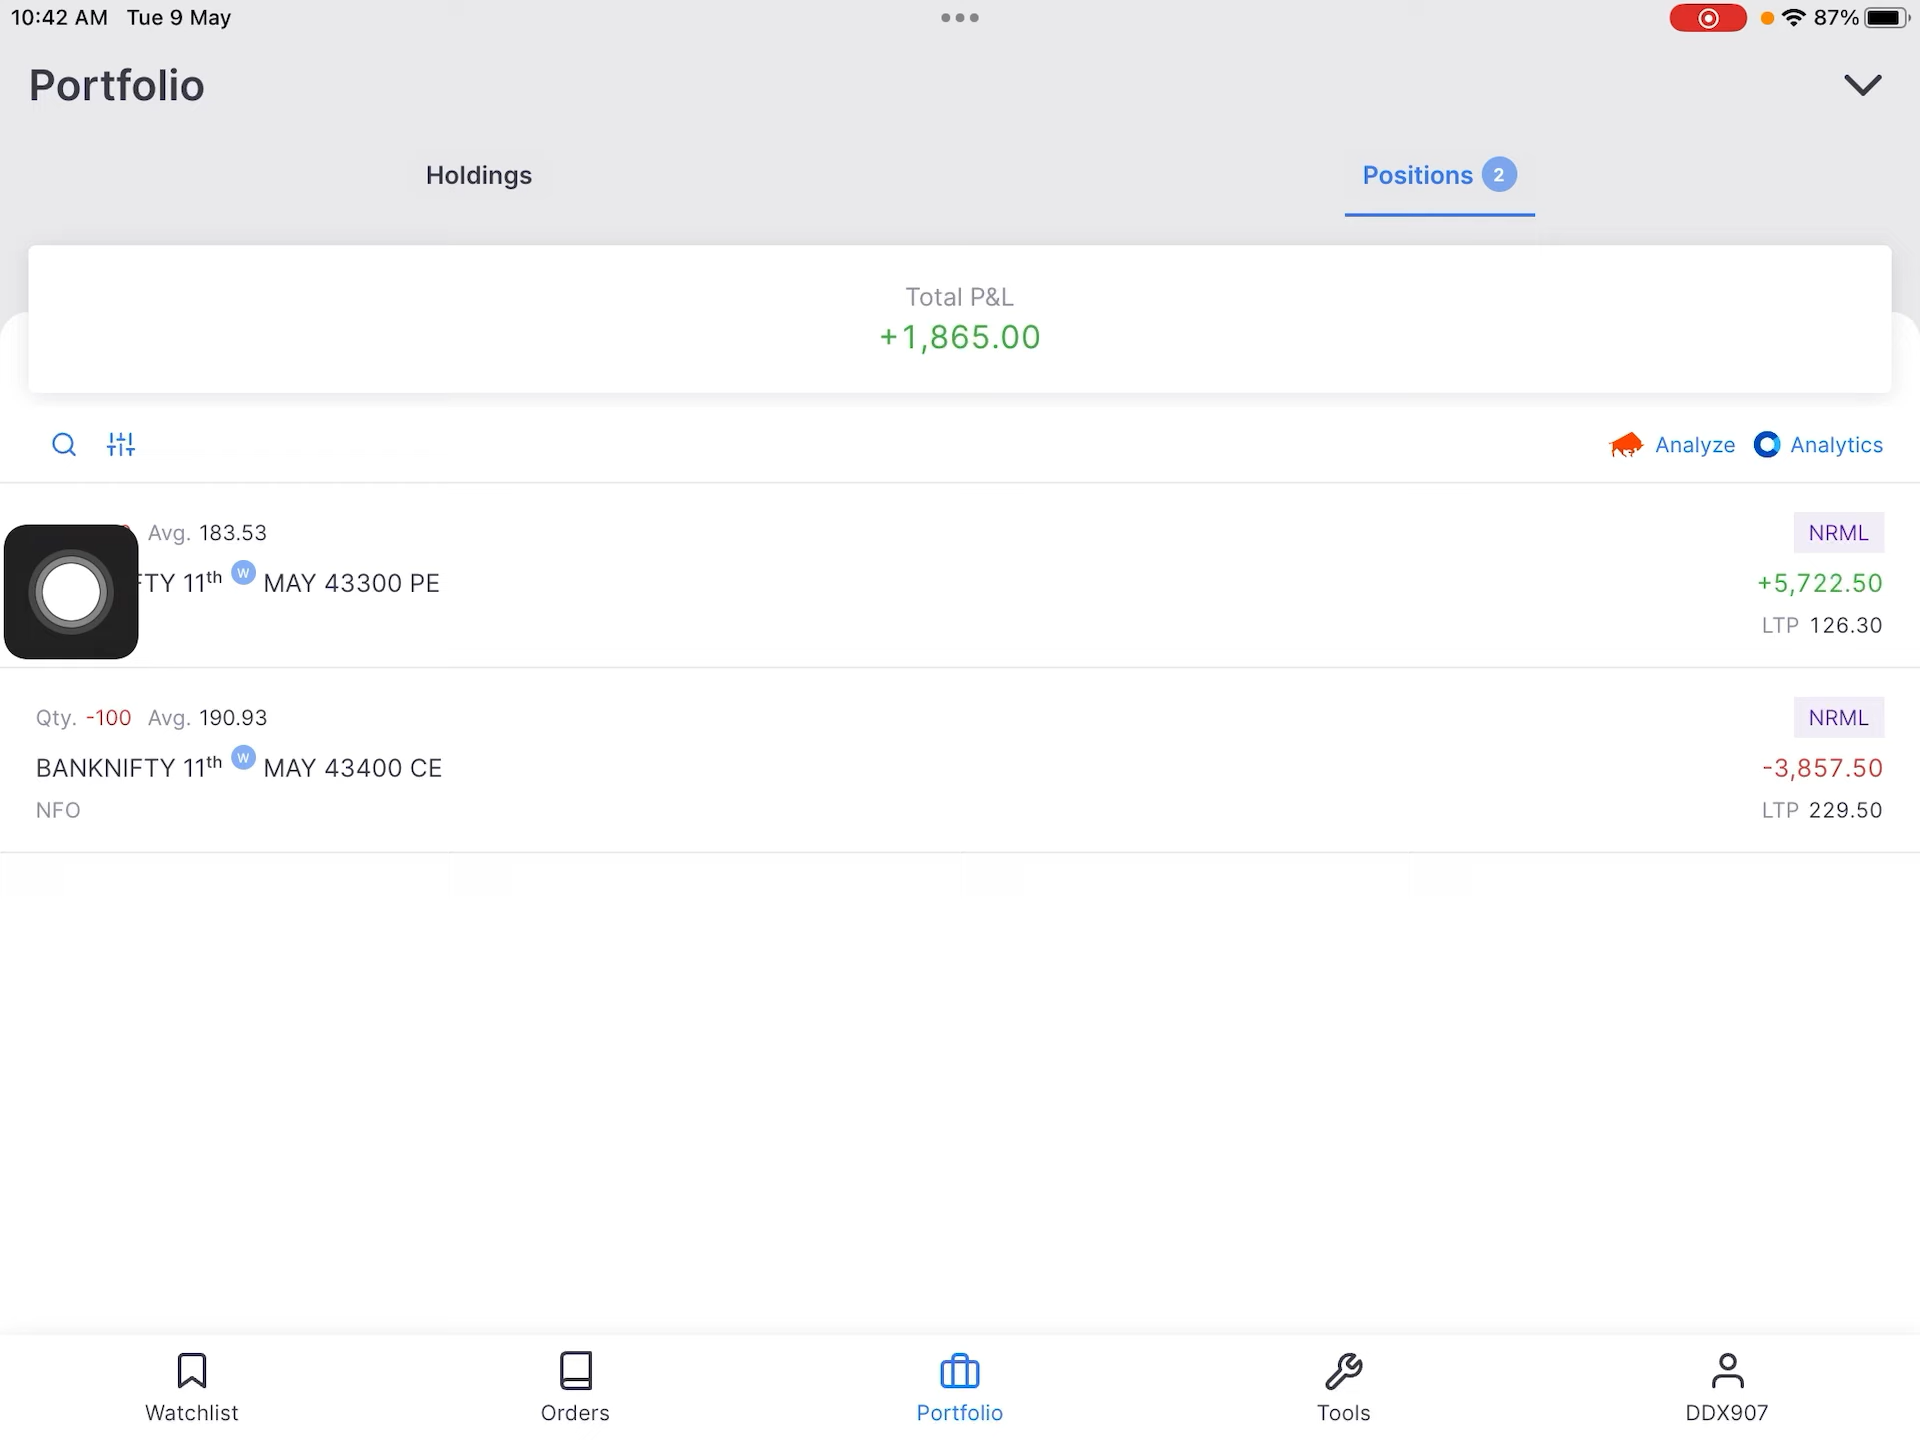 10:42 AM Tue 9 May
87%
Portfolio
Holdings
Positions 2
Total P&L
+1,865.00
Analyze
Analytics
Avg. 183.53
NRML
TY 11th W MAY 43300 PE
+5,722.50
LTP 126.30
Qty. -100 Avg. 190.93
NRML
BANKNIFTY 11th W MAY 43400 CE
-3,857.50
NFO
LTP 229.50
Watchlist
Orders
Portfolio
Tools
DDX907